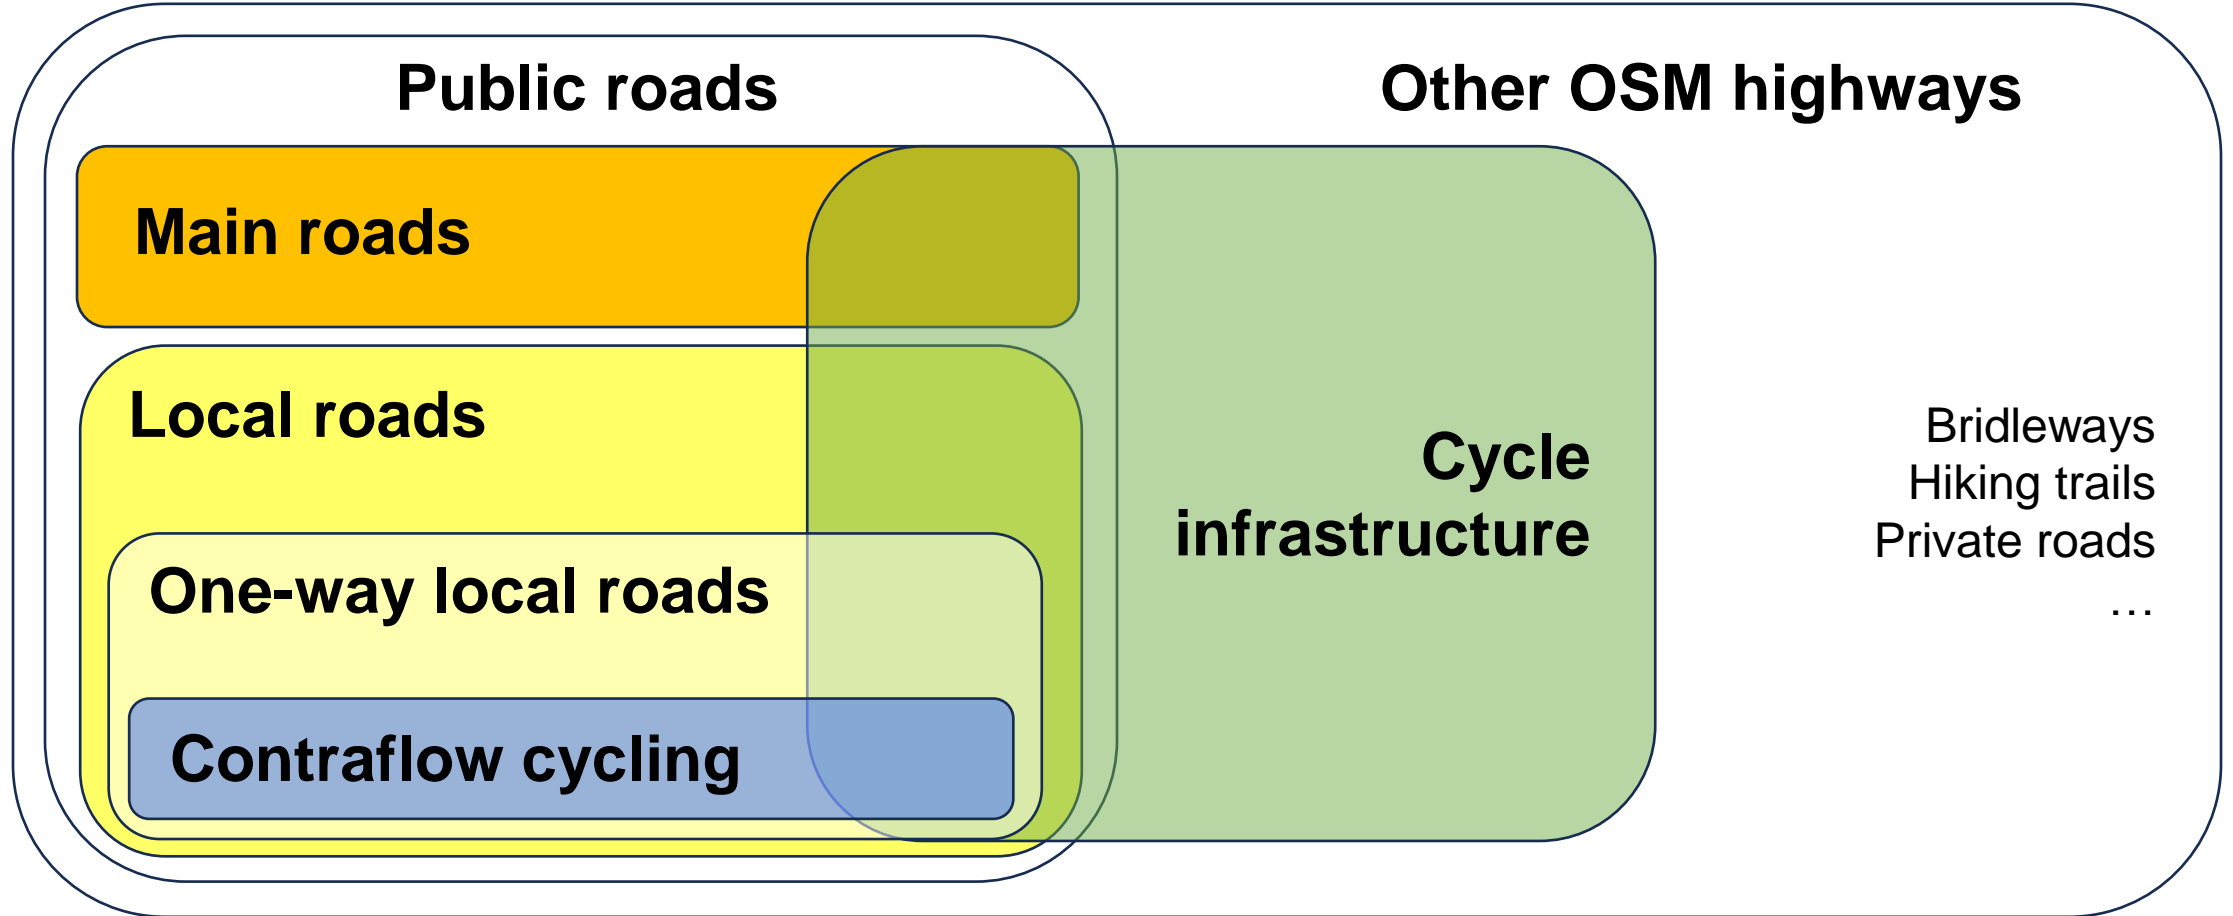 Public roads
Other OSM highways
Main roads
Local roads
One-way local roads
Contraflow cycling
Cycle
infrastructure
Bridleways
Hiking trails
Private roads
…